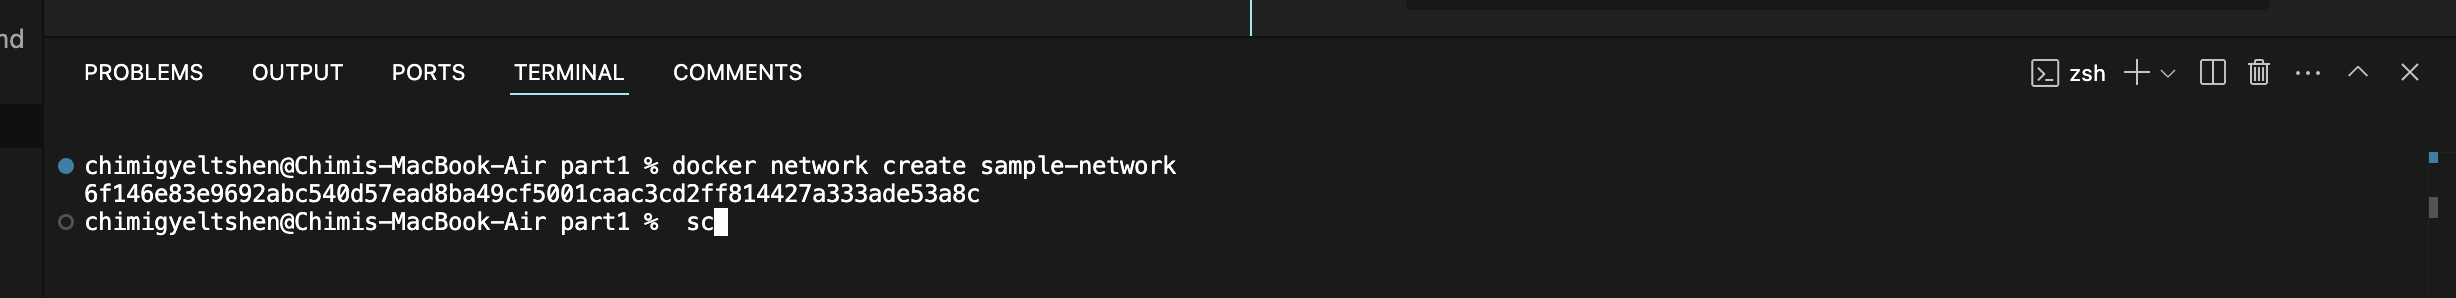 nd
PROBLEMS OUTPUT PORTS TERMINAL COMMENTS zsh
chimigyeltshen@Chimis-MacBook-Air part1 % docker network create sample-network
6f146e83e9692abc540d57ead8ba49cf5001caac3cd2ff814427a333ade53a8c
chimigyeltshen@Chimis-MacBook-Air part1 %  sc